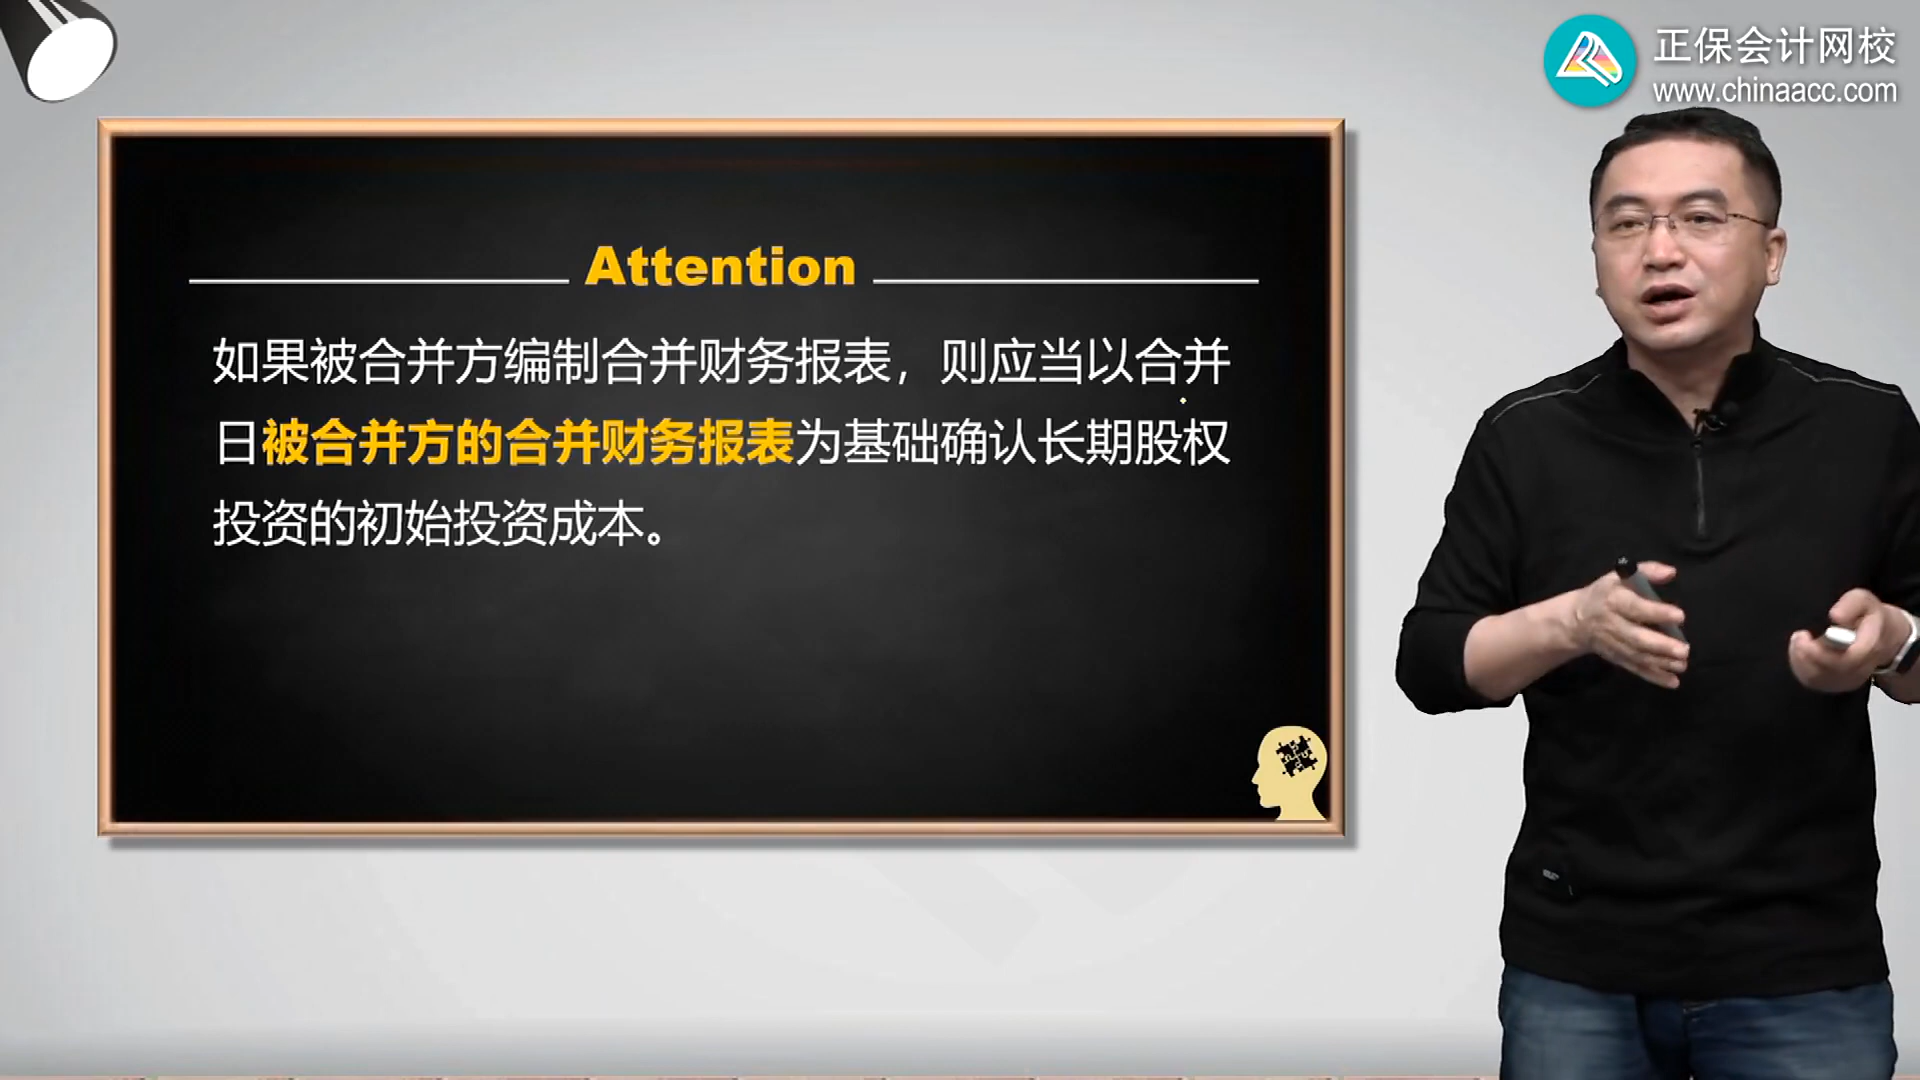 正保会计网校
www.chinaacc.com
Attention
如果被合并方编制合并财务报表，则应当以合并
日被合并方的合并财务报表为基础确认长期股权
投资的初始投资成本。